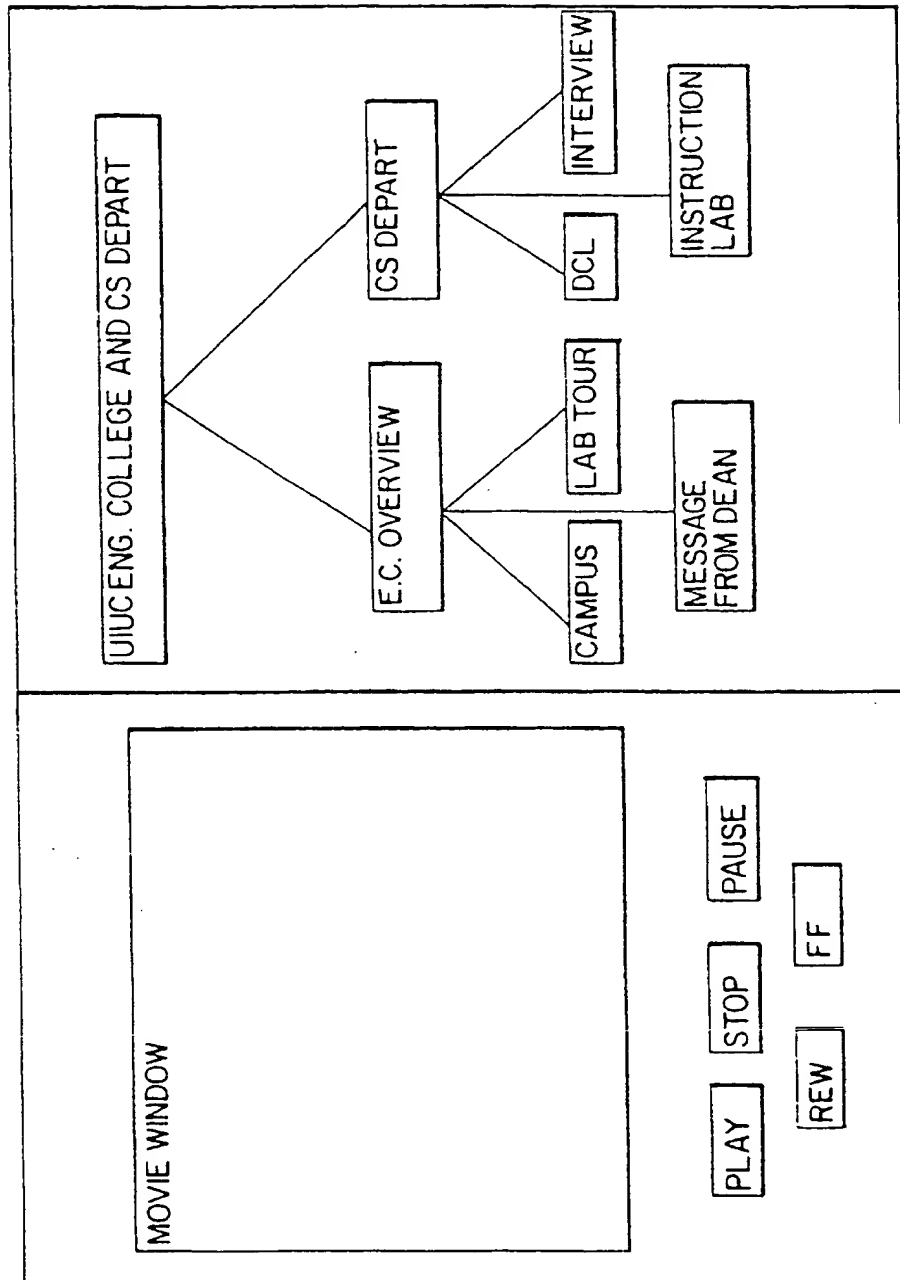 MOVIE WINDOW
PLAY
STOP
PAUSE
REW
FF
UIUC ENG. COLLEGE AND CS DEPART
E.C. OVERVIEW
CS DEPART
CAMPUS
LAB TOUR
DCL
INTERVIEW
MESSAGE
FROM DEAN
INSTRUCTION
LAB